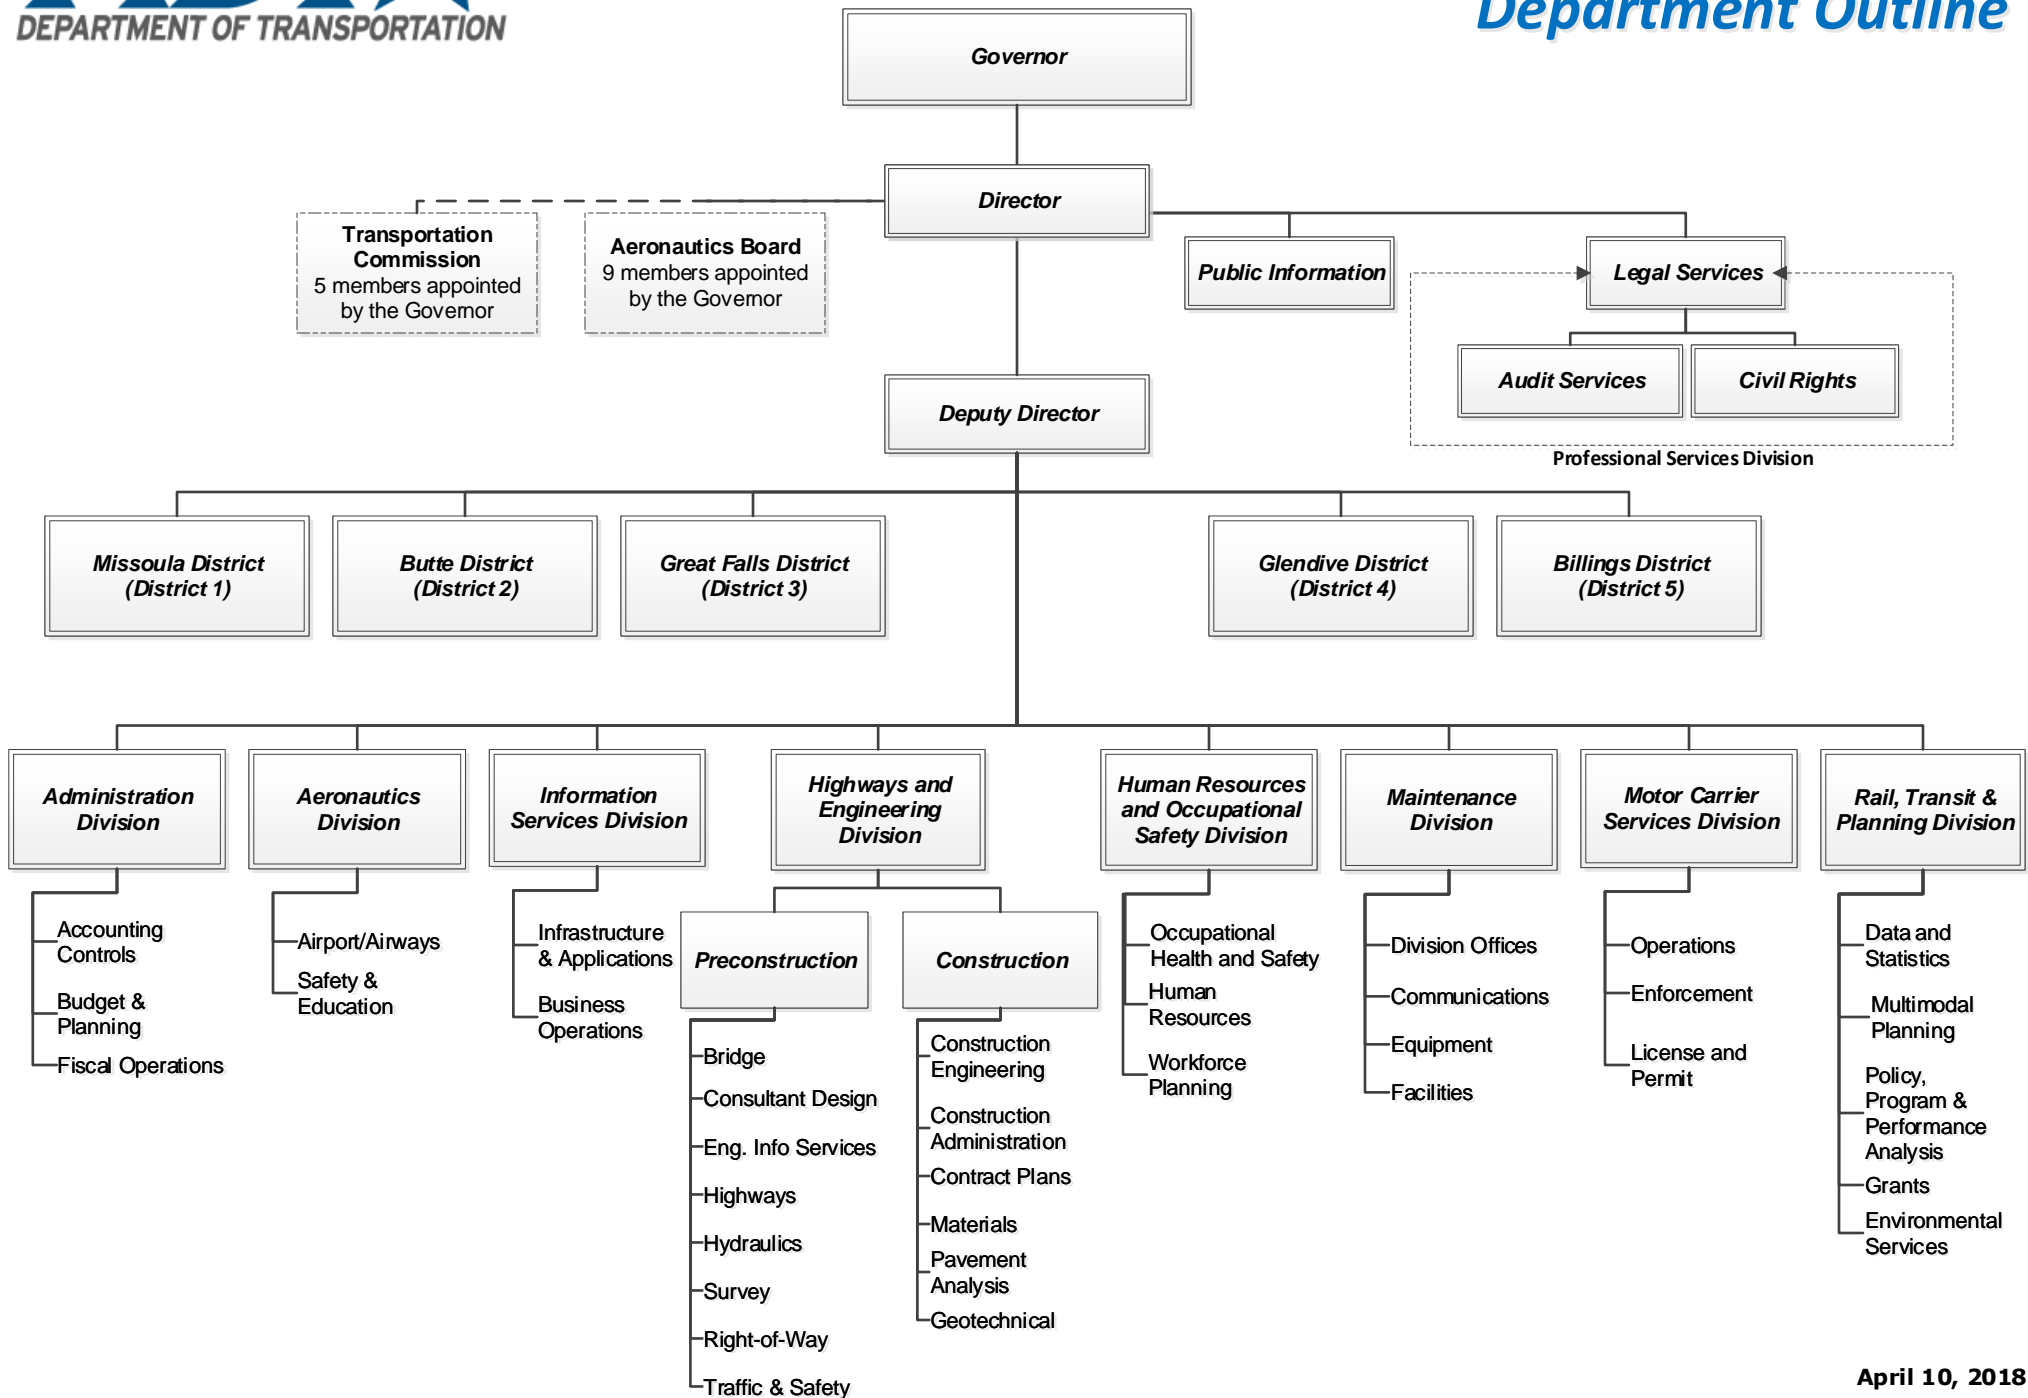 DEPARTMENT OF TRANSPORTATION
Department Outline
Governor
Director
Transportation
Commission
5 members appointed
by the Governor
Aeronautics Board
9 members appointed
by the Governor
Public Information
Legal Services
Audit Services
Civil Rights
Professional Services Division
Deputy Director
Missoula District
(District 1)
Butte District
(District 2)
Great Falls District
(District 3)
Glendive District
(District 4)
Billings District
(District 5)
Administration
Division
Accounting
Controls
Budget &
Planning
Fiscal Operations
Aeronautics
Division
Airport/Airways
Safety &
Education
Information
Services Division
Infrastructure
& Applications
Business
Operations
Highways and
Engineering
Division
Preconstruction
Bridge
Consultant Design
Eng. Info Services
Highways
Hydraulics
Survey
Right-of-Way
Traffic & Safety
Construction
Construction
Engineering
Construction
Administration
Contract Plans
Materials
Pavement
Analysis
Geotechnical
Human Resources
and Occupational
Safety Division
Occupational
Health and Safety
Human
Resources
Workforce
Planning
Maintenance
Division
Division Offices
Communications
Equipment
Facilities
Motor Carrier
Services Division
Operations
Enforcement
License and
Permit
Rail, Transit &
Planning Division
Data and
Statistics
Multimodal
Planning
Policy,
Program &
Performance
Analysis
Grants
Environmental
Services
April 10, 2018